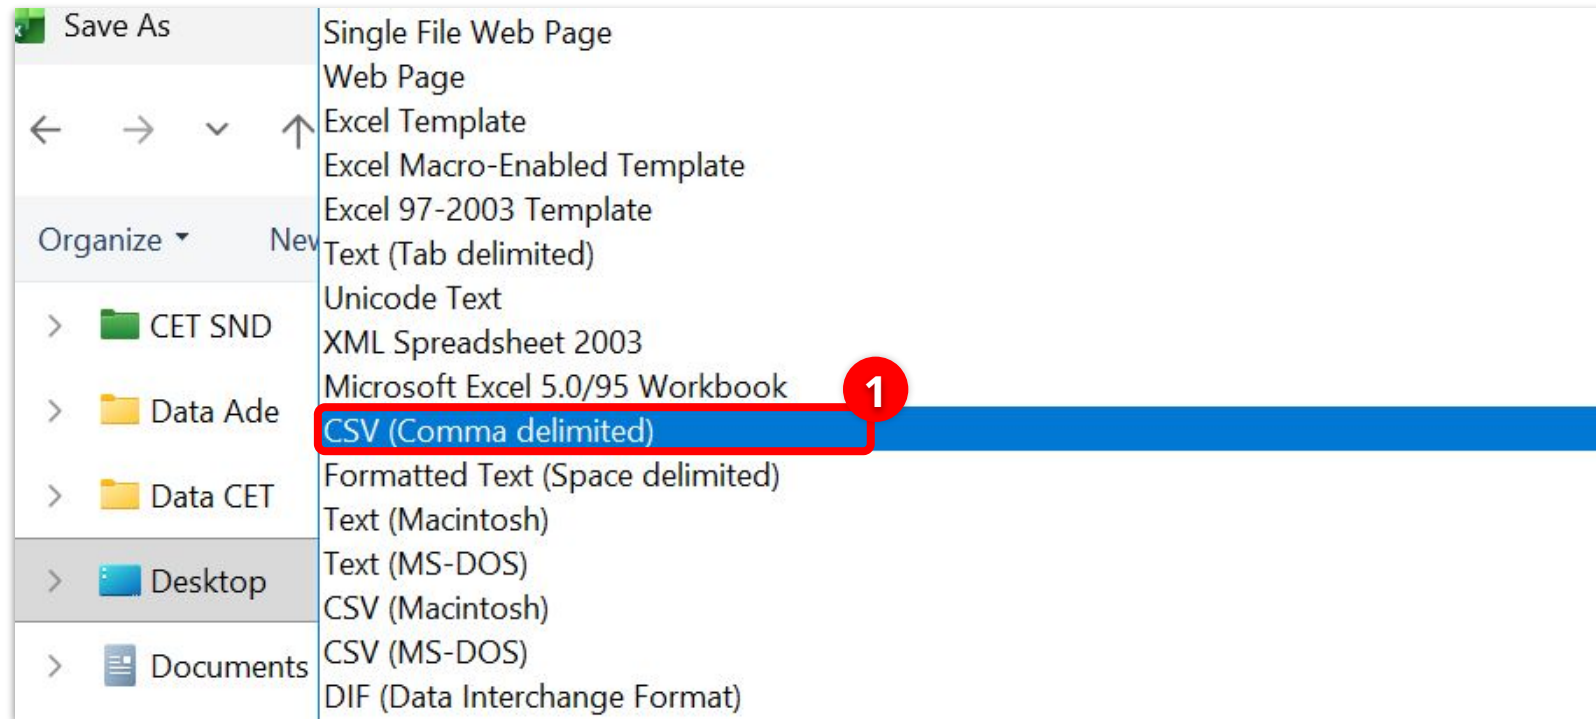 Save As
Organize
New
CET SND
Data Ade
Data CET
Desktop
Documents
Single File Web Page
Web Page
Excel Template
Excel Macro-Enabled Template
Excel 97-2003 Template
Text (Tab delimited)
Unicode Text
XML Spreadsheet 2003
Microsoft Excel 5.0/95 Workbook
1
CSV (Comma delimited)
Formatted Text (Space delimited)
Text (Macintosh)
Text (MS-DOS)
CSV (Macintosh)
CSV (MS-DOS)
DIF (Data Interchange Format)